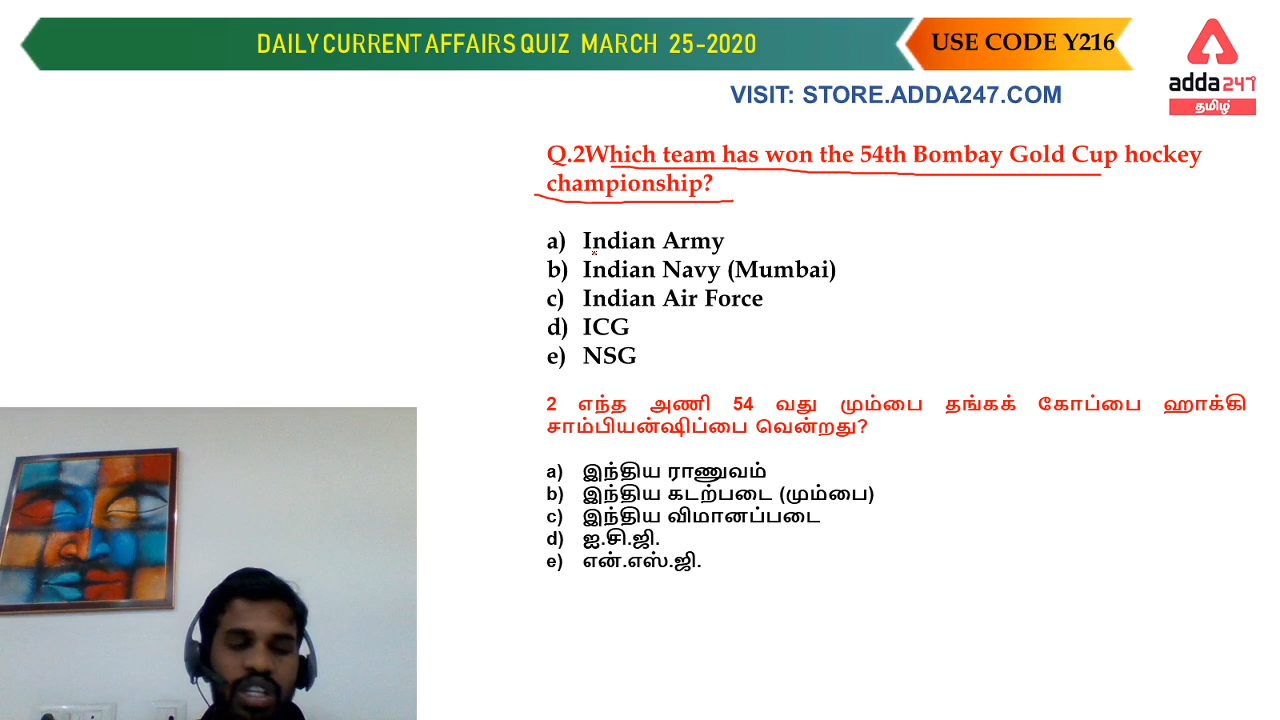 DAILY CURRENT AFFAIRS QUIZ MARCH 25-2020
USE CODE Y216
adda247
தமிழ்
VISIT: STORE.ADDA247.COM
Q.2Which team has won the 54th Bombay Gold Cup hockey
championship?
a) Indian Army
b) Indian Navy (Mumbai)
c) Indian Air Force
d) ICG
e) NSG
2 எந்த அணி 54 வது மும்பை தங்கக் கோப்பை ஹாக்கி
சாம்பியன்ஷிப்பை வென்றது?
a) இந்திய ராணுவம்
b) இந்திய கடற்படை (மும்பை)
c) இந்திய விமானப்படை
d) ஐ.சி.ஜி.
e) என்.எஸ்.ஜி.